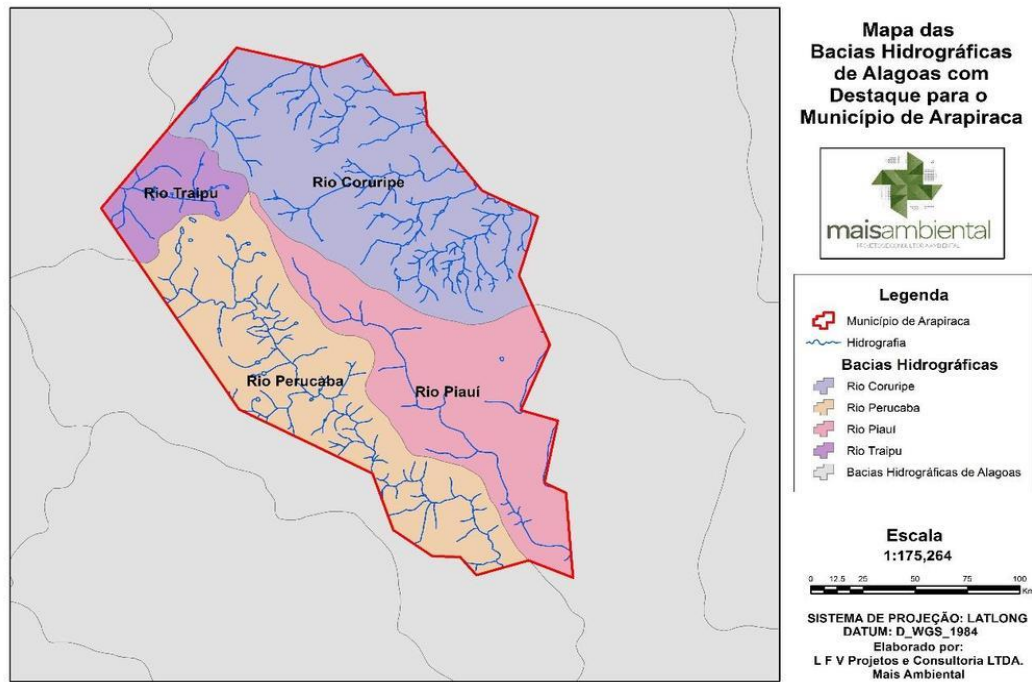 Mapa das
Bacias Hidrográficas
de Alagoas com
Destaque para o
Município de Arapiraca
maisambiental
Rio Coruripe
Rio Traipu
Rio Perucaba
Rio Piauí
Legenda
Município de Arapiraca
Hidrografia
Bacias Hidrográficas
Rio Coruripe
Rio Perucaba
Rio Piauí
Rio Traipu
Bacias Hidrográficas de Alagoas
Escala
1:175,264
0 12.5 25 50 75 100
Km
SISTEMA DE PROJEÇÃO: LATLONG
DATUM: D_WGS_1984
Elaborado por:
L F V Projetos e Consultoria LTDA.
Mais Ambiental